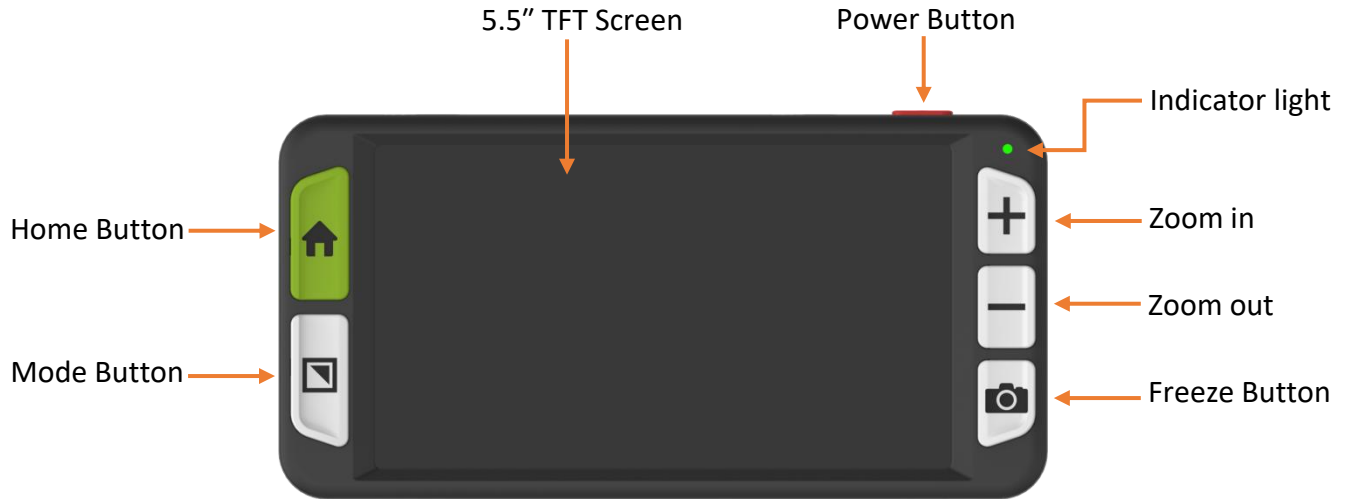 5.5″ TFT Screen
Power Button
Indicator light
Home Button
Zoom in
Zoom out
Mode Button
Freeze Button